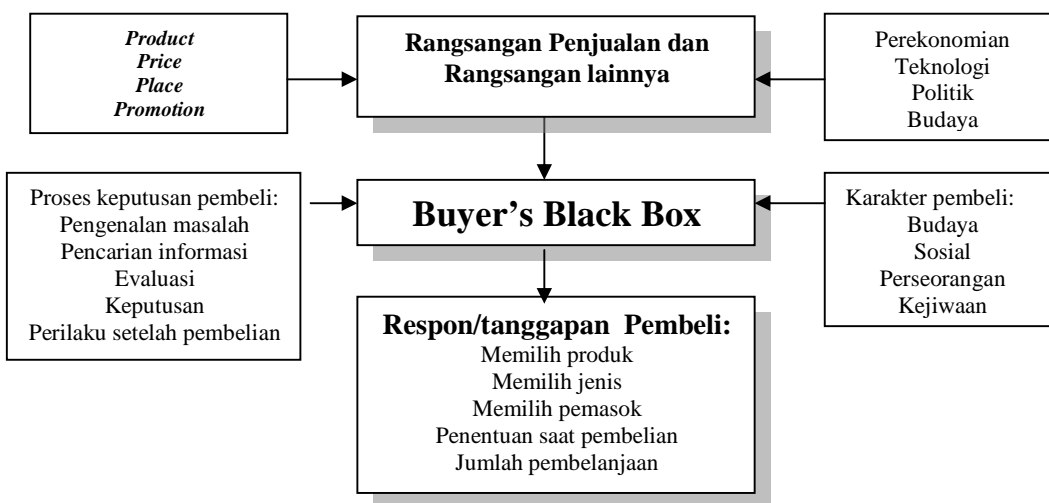 Product
Price
Place
Promotion
Rangsangan Penjualan dan
Rangsangan lainnya
Perekonomian
Teknologi
Politik
Budaya
Proses keputusan pembeli:
Pengenalan masalah
Pencarian informasi
Evaluasi
Keputusan
Perilaku setelah pembelian
Buyer’s Black Box
Karakter pembeli:
Budaya
Sosial
Perseorangan
Kejiwaan
Respon/tanggapan Pembeli:
Memilih produk
Memilih jenis
Memilih pemasok
Penentuan saat pembelian
Jumlah pembelanjaan